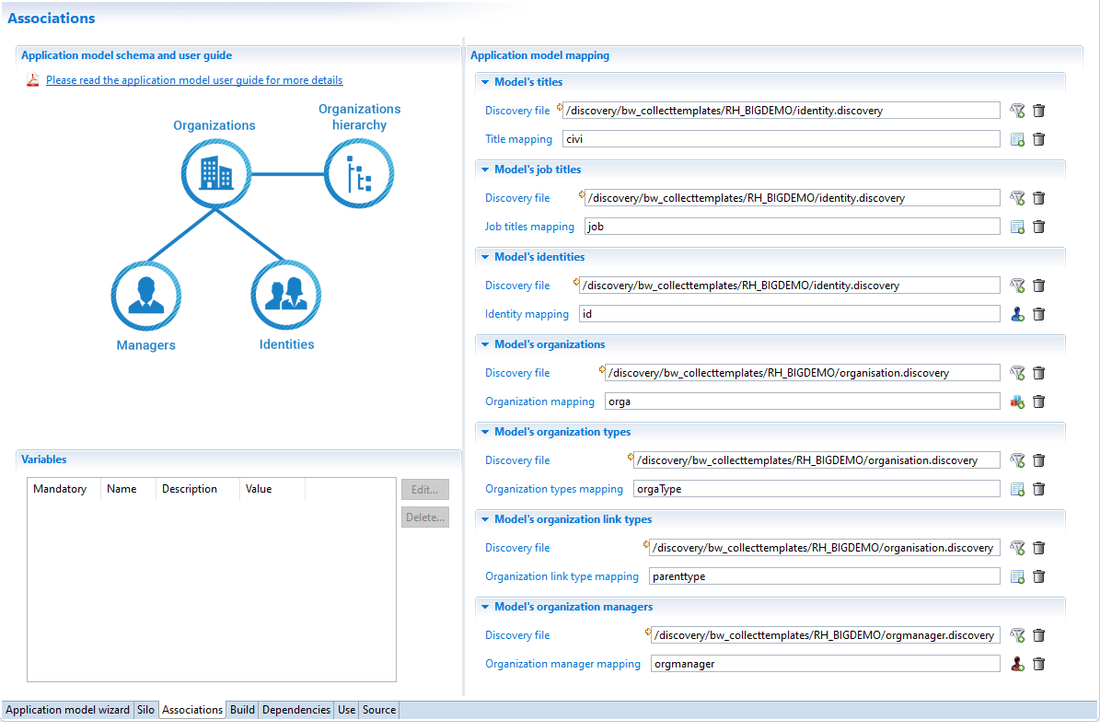 Associations
Application model schema and user guide
Please read the application model user guide for more details
Organizations
Organizations
hierarchy
Managers
Identities
Variables
Mandatory Name Description Value
Edit...
Delete...
Application model mapping
Model's titles
Discovery file /discovery/bw_collecttemplates/RH_BIGDEMO/identity.discovery
Title mapping civi
Model's job titles
Discovery file /discovery/bw_collecttemplates/RH_BIGDEMO/identity.discovery
Job titles mapping job
Model's identities
Discovery file /discovery/bw_collecttemplates/RH_BIGDEMO/identity.discovery
Identity mapping id
Model's organizations
Discovery file /discovery/bw_collecttemplates/RH_BIGDEMO/organisation.discovery
Organization mapping orga
Model's organization types
Discovery file /discovery/bw_collecttemplates/RH_BIGDEMO/organisation.discovery
Organization types mapping orgaType
Model's organization link types
Discovery file /discovery/bw_collecttemplates/RH_BIGDEMO/organisation.discovery
Organization link type mapping parenttype
Model's organization managers
Discovery file /discovery/bw_collecttemplates/RH_BIGDEMO/orgmanager.discovery
Organization manager mapping orgmanager
Application model wizard Silo Associations Build Dependencies Use Source